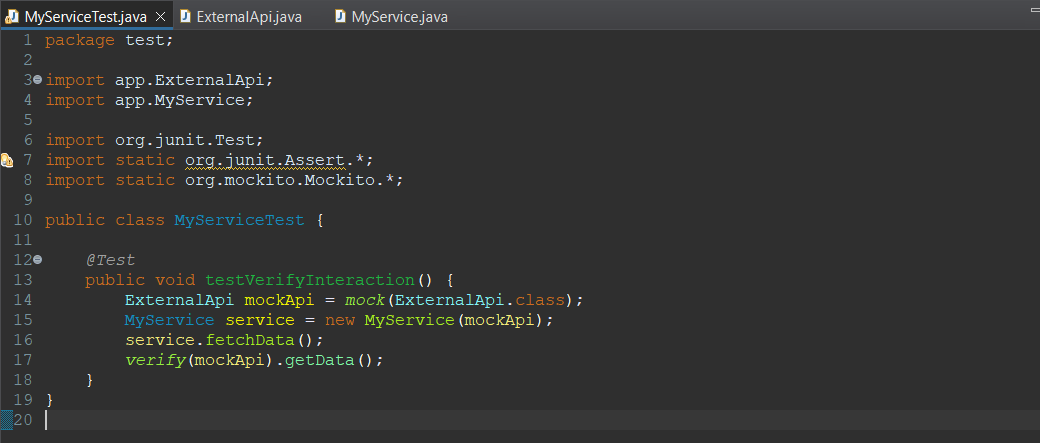 MyServiceTest.java ExternalApi.java MyService.java
1 package test;
2
3 import app.ExternalApi;
4 import app.MyService;
5
6 import org.junit.Test;
7 import static org.junit.Assert.*;
8 import static org.mockito.Mockito.*;
9
10 public class MyServiceTest {
11
12 @Test
13 public void testVerifyInteraction() {
14 ExternalApi mockApi = mock(ExternalApi.class);
15 MyService service = new MyService(mockApi);
16 service.fetchData();
17 verify(mockApi).getData();
18 }
19 }
20